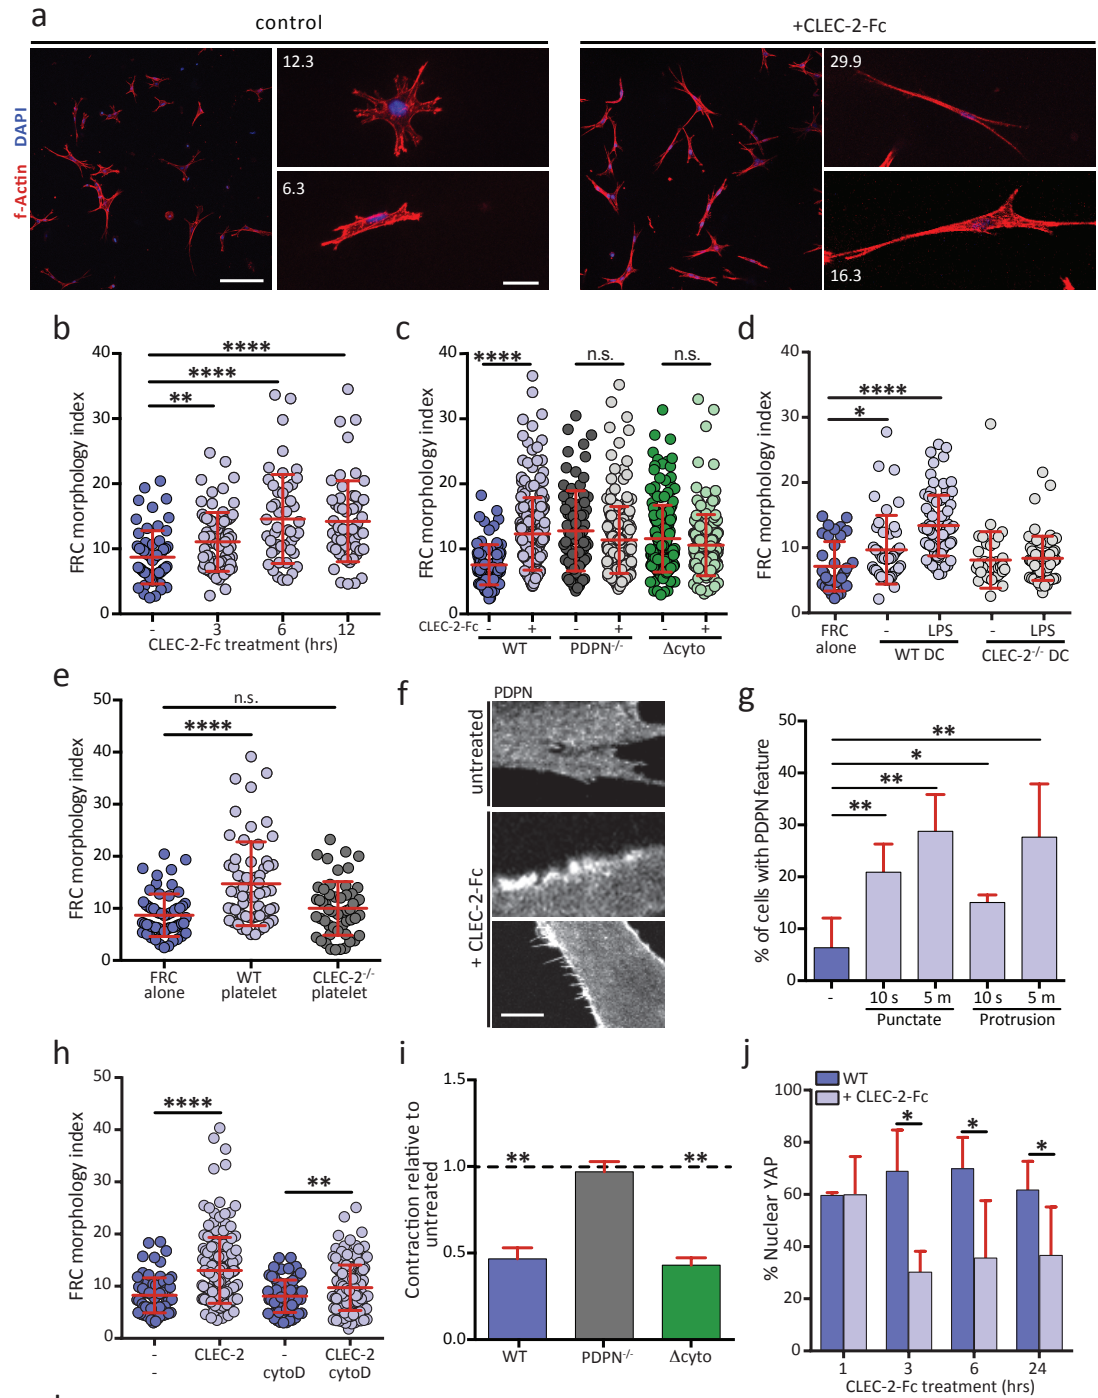 a
control
+CLEC-2-Fc
f-Actin DAPI
12.3
6.3
29.9
16.3
b
FRC morphology index
40
30
20
10
0
**
****
****
- 3 6 12
CLEC-2-Fc treatment (hrs)
c
FRC morphology index
40
30
20
10
0
**** n.s. n.s.
CLEC-2-Fc - + - + - +
WT PDPN-/- Δcyto
d
FRC morphology index
40
30
20
10
0
****
*
FRC alone
- LPS - LPS
WT DC CLEC-2-/- DC
e
FRC morphology index
50
40
30
20
10
0
n.s.
****
FRC alone
WT platelet
CLEC-2-/- platelet
f
PDPN
untreated
+ CLEC-2-Fc
g
% of cells with PDPN feature
50
40
30
20
10
0
**
*
**
**
- 10 s 5 m 10 s 5 m
Punctate Protrusion
h
FRC morphology index
50
40
30
20
10
0
****
**
- CLEC-2 - CLEC-2
- cytoD cytoD
i
Contraction relative to
untreated
1.5
1.0
0.5
0.0
** **
WT PDPN-/- Δcyto
j
WT
+ CLEC-2-Fc
% Nuclear YAP
100
80
60
40
20
0
* * *
1 3 6 24
CLEC-2-Fc treatment (hrs)